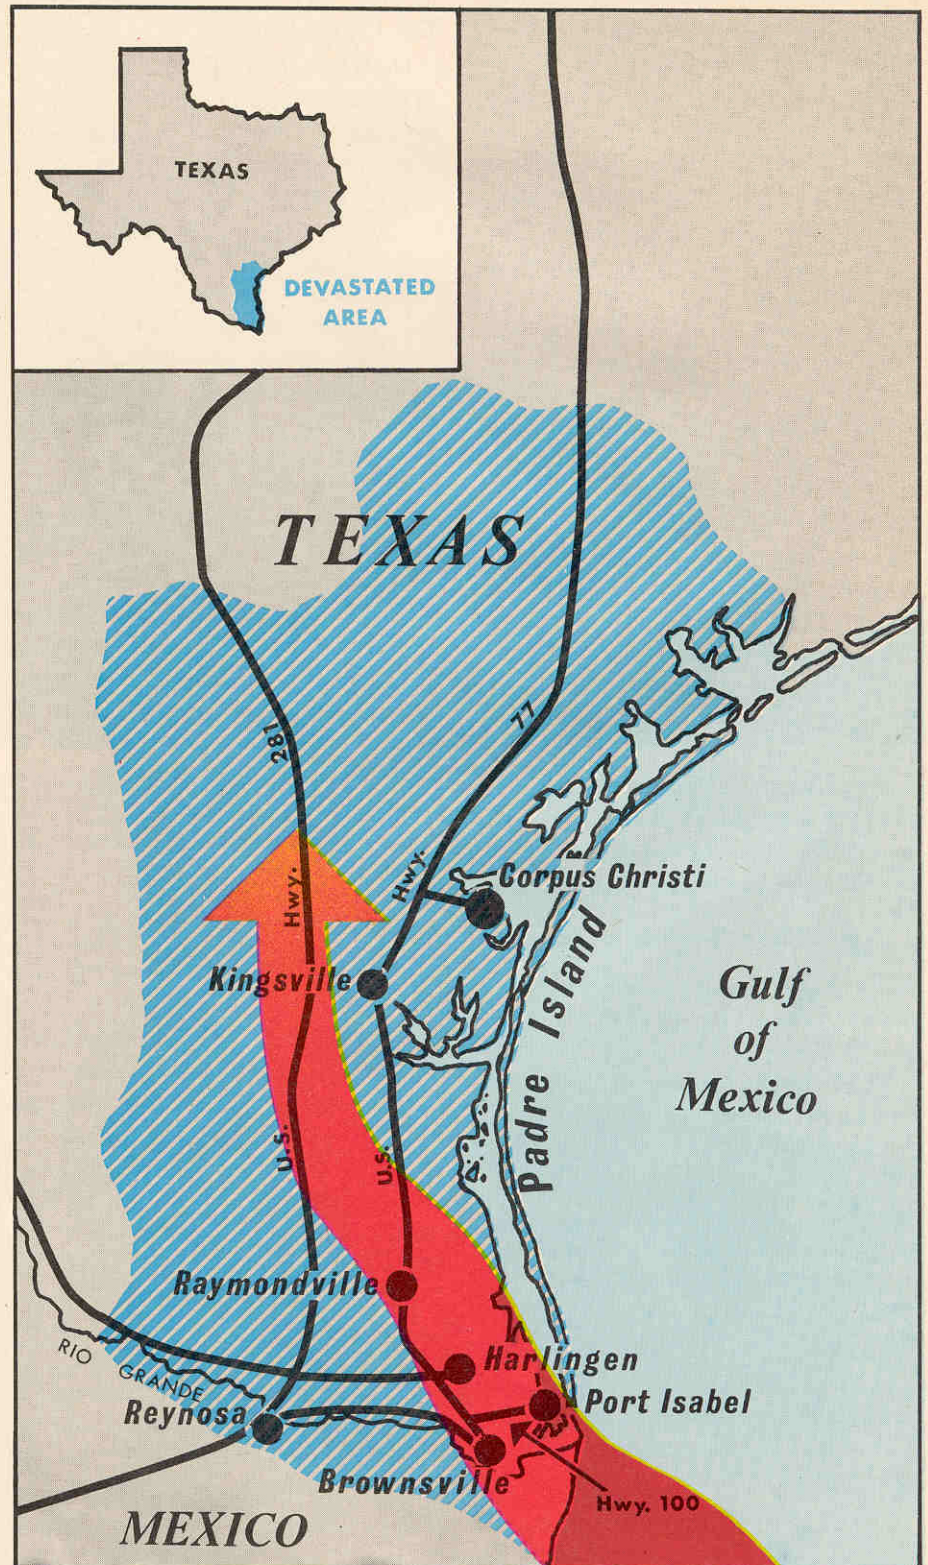 TEXAS
DEVASTATED
AREA
TEXAS
281
77
Hwy.
Hwy.
Corpus Christi
Kingsville
Padre Island
Gulf
of
Mexico
U.S.
U.S.
Raymondville
RIO GRANDE
Harlingen
Port Isabel
Reynosa
Brownsville
Hwy. 100
MEXICO